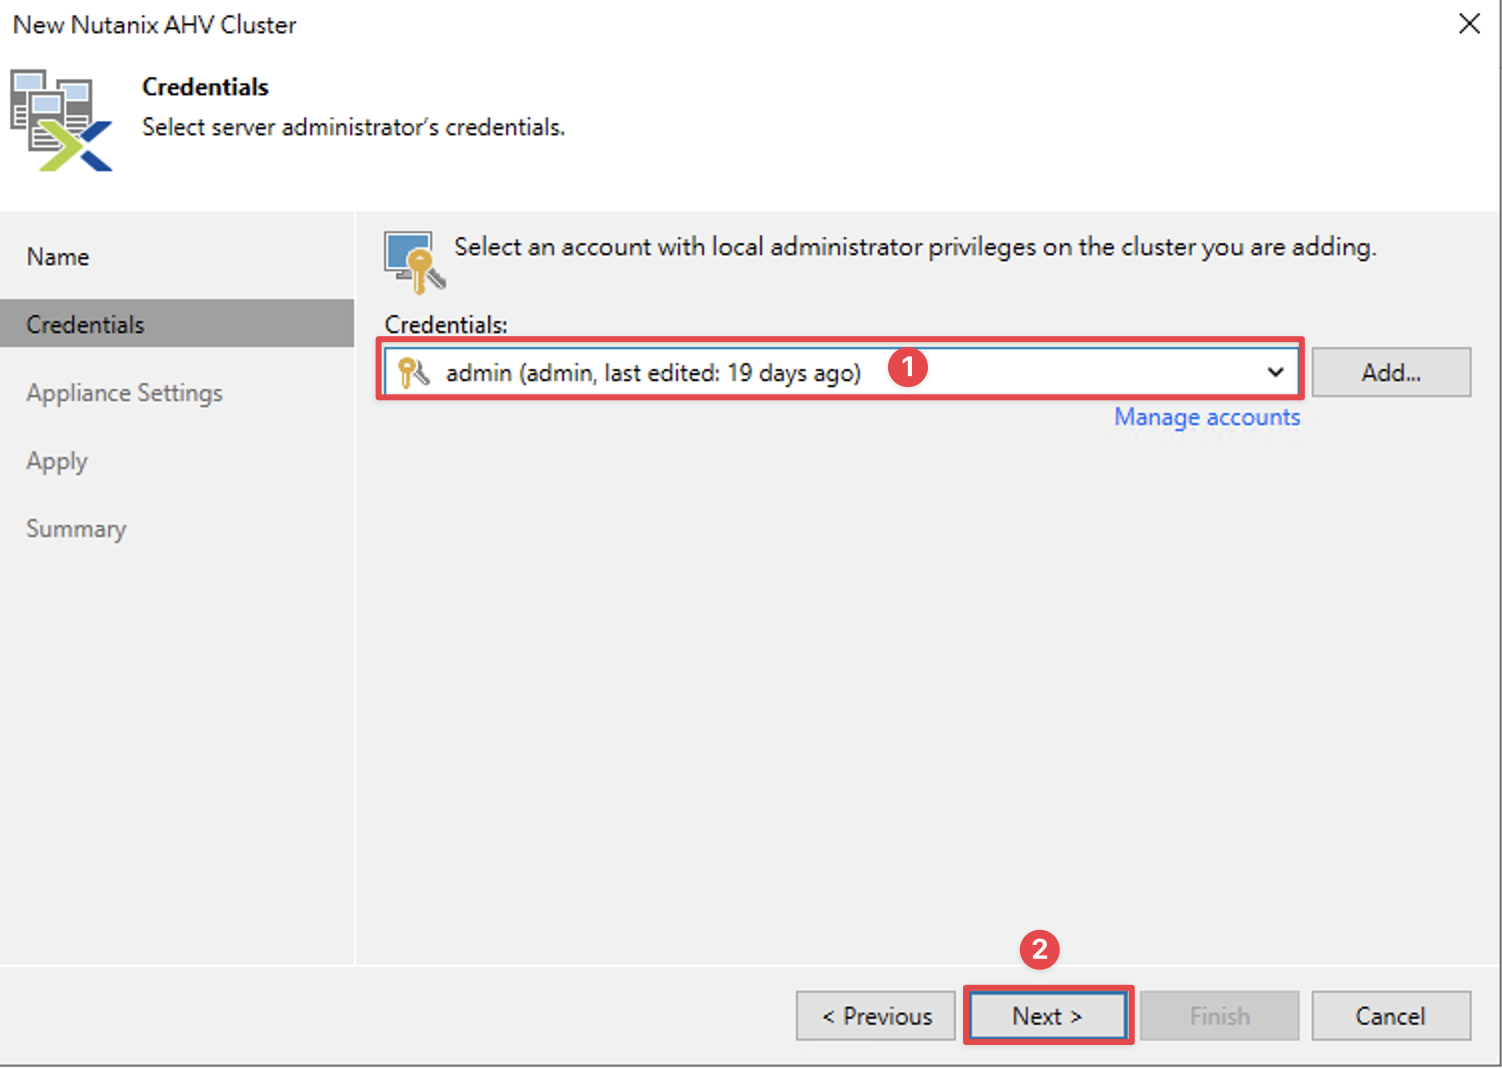 New Nutanix AHV Cluster
Credentials
Select server administrator's credentials.
Name
Credentials
Appliance Settings
Apply
Summary
Select an account with local administrator privileges on the cluster you are adding.
Credentials:
admin (admin, last edited: 19 days ago)
1
Add...
Manage accounts
2
< Previous
Next >
Finish
Cancel